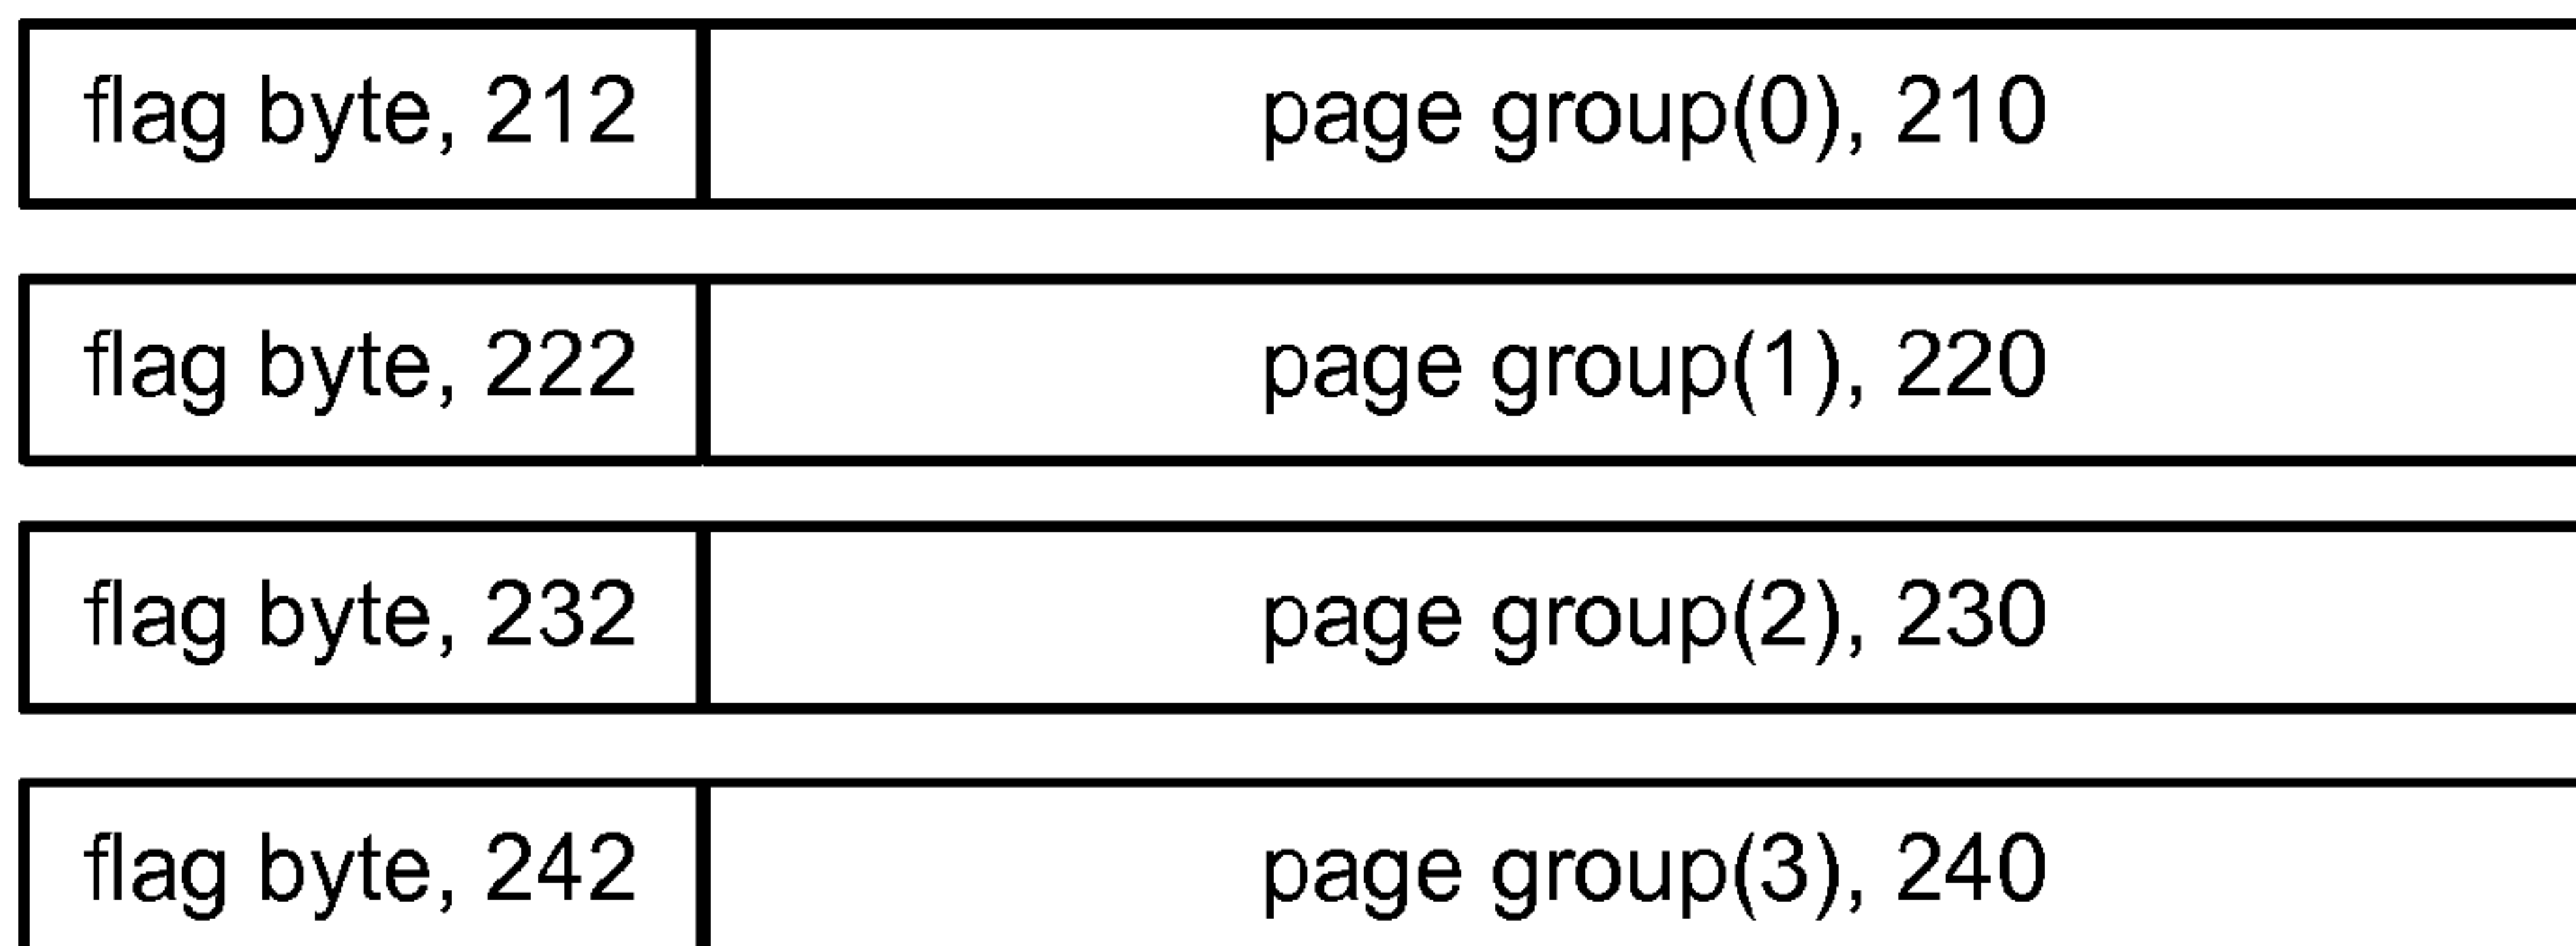 flag byte, 212 page group(0), 210
flag byte, 222 page group(1), 220
flag byte, 232 page group(2), 230
flag byte, 242 page group(3), 240